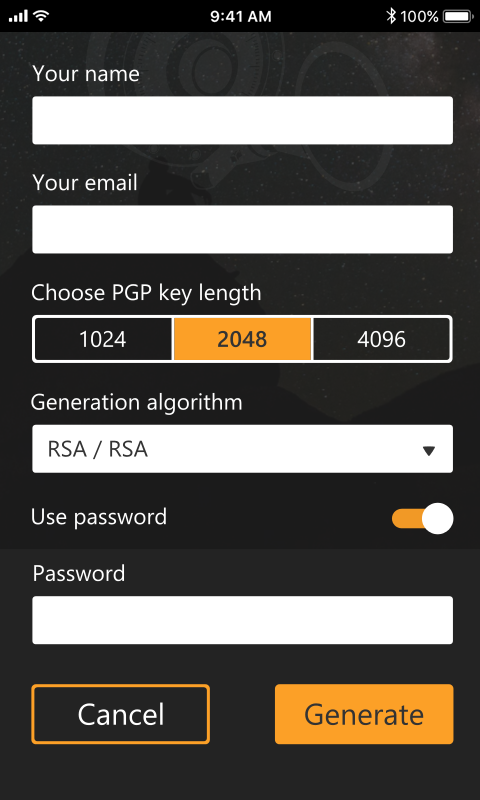 9:41 AM
100%
Your name
Your email
Choose PGP key length
1024 2048 4096
Generation algorithm
RSA / RSA
Use password
Password
Cancel Generate